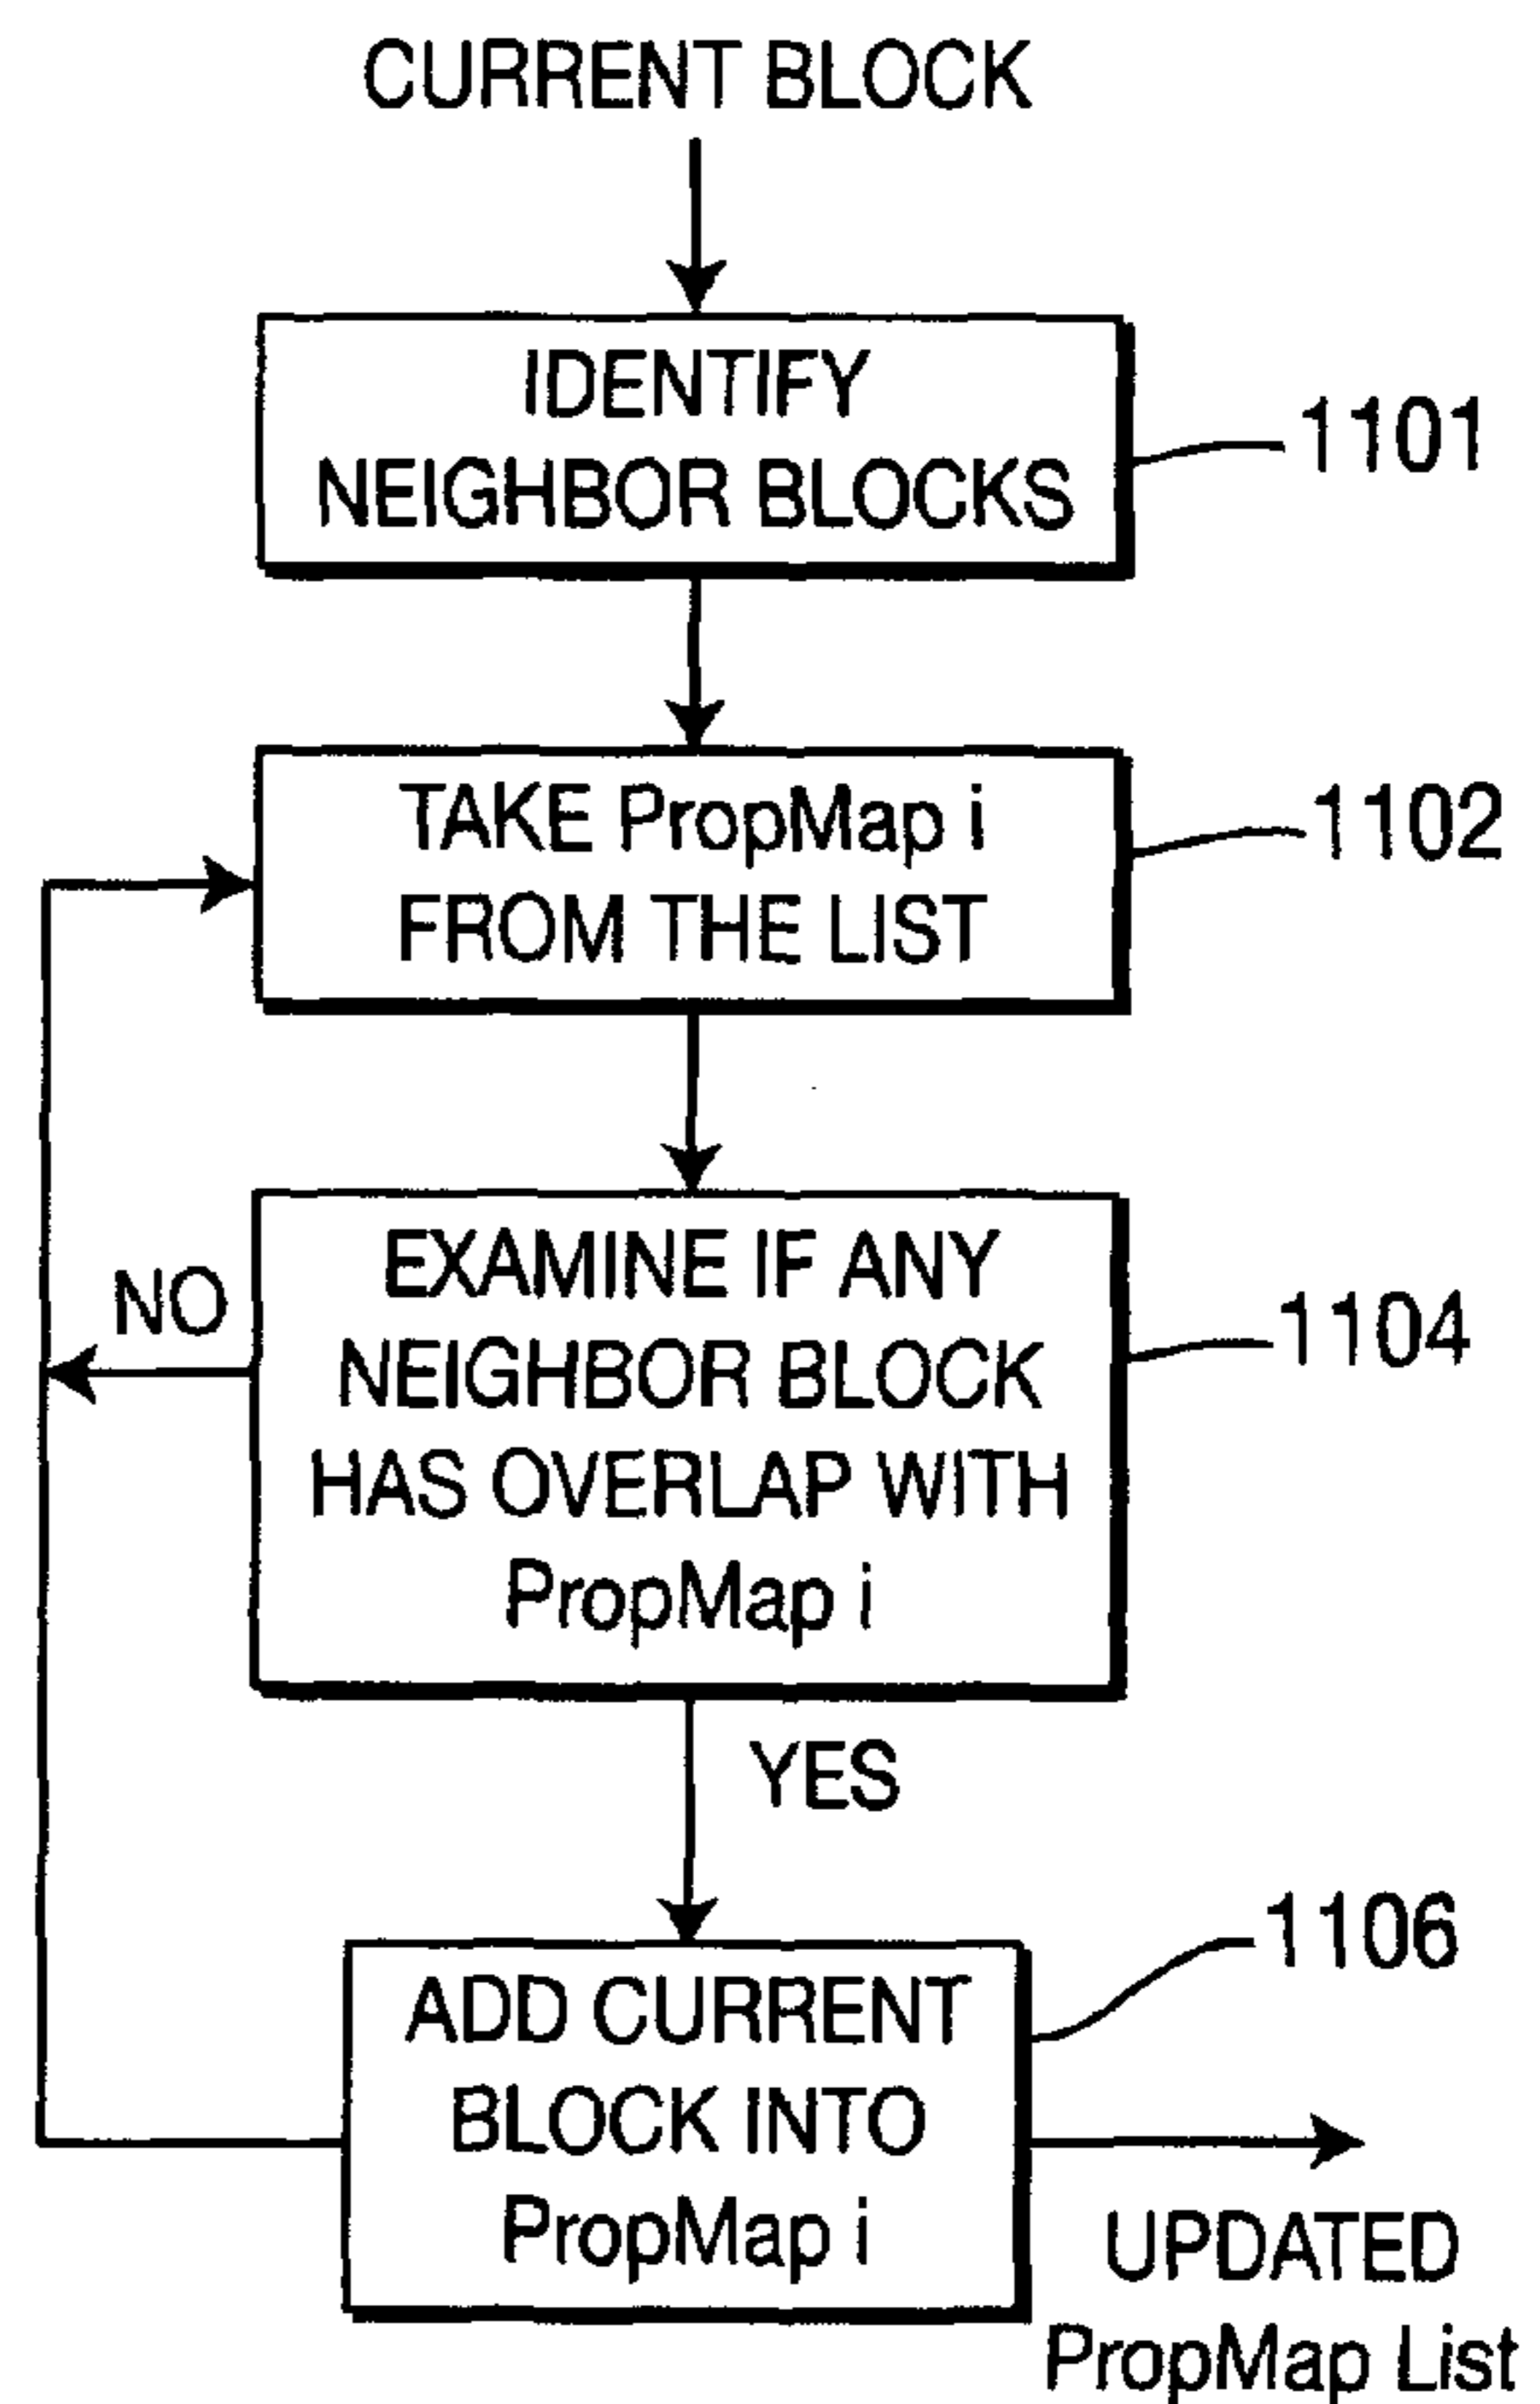 CURRENT BLOCK
IDENTIFY
NEIGHBOR BLOCKS
1101
TAKE PropMap i
FROM THE LIST
1102
EXAMINE IF ANY
NEIGHBOR BLOCK
HAS OVERLAP WITH
PropMap i
1104
NO
YES
ADD CURRENT
BLOCK INTO
PropMap i
1106
UPDATED
PropMap List